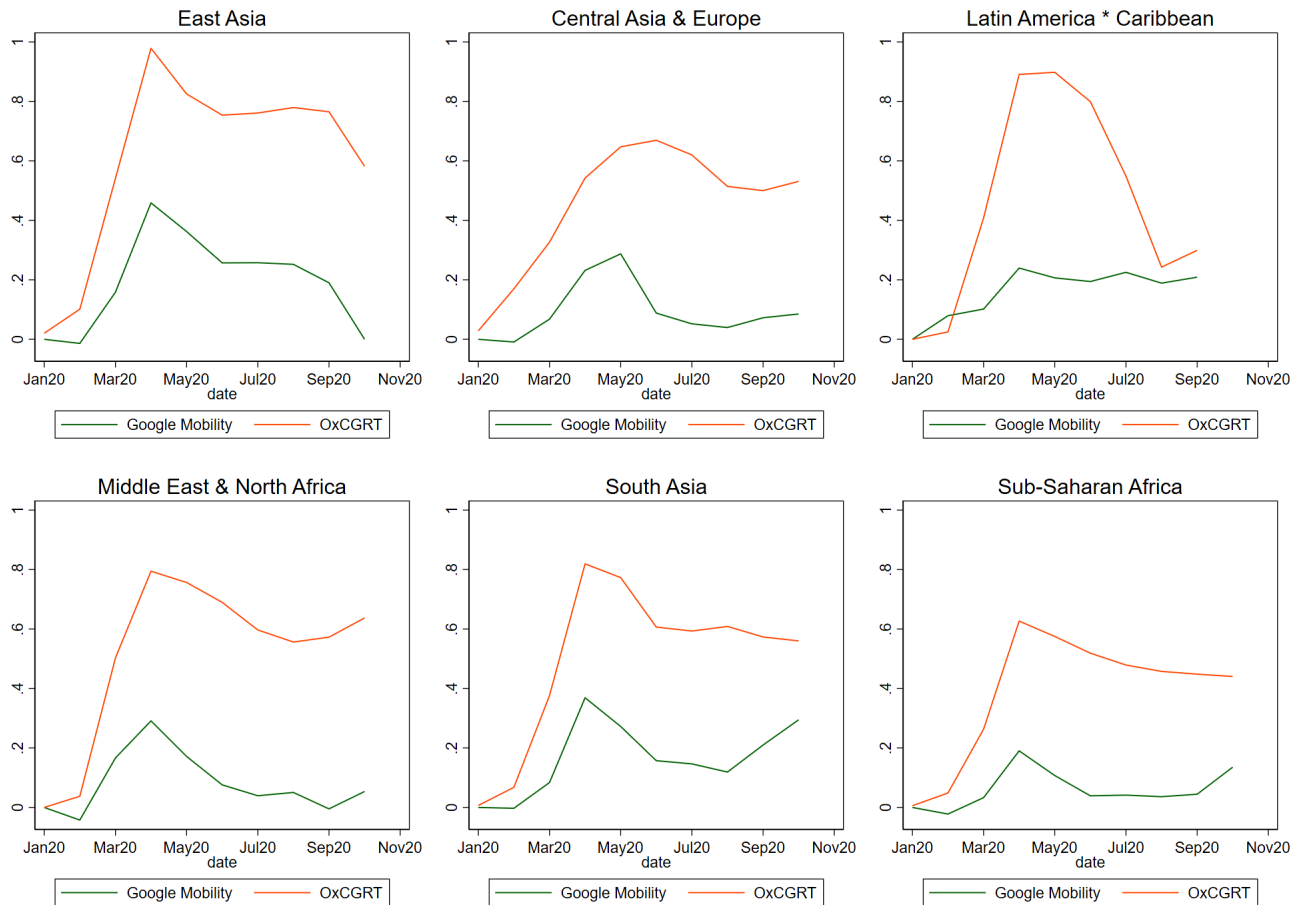 East Asia
1
.8
.6
.4
.2
0
Jan20 Mar20 May20 Jul20 Sep20 Nov20
date
Google Mobility OxCGRT
Central Asia & Europe
1
.8
.6
.4
.2
0
Jan20 Mar20 May20 Jul20 Sep20 Nov20
date
Google Mobility OxCGRT
Latin America * Caribbean
1
.8
.6
.4
.2
0
Jan20 Mar20 May20 Jul20 Sep20 Nov20
date
Google Mobility OxCGRT
Middle East & North Africa
1
.8
.6
.4
.2
0
Jan20 Mar20 May20 Jul20 Sep20 Nov20
date
Google Mobility OxCGRT
South Asia
1
.8
.6
.4
.2
0
Jan20 Mar20 May20 Jul20 Sep20 Nov20
date
Google Mobility OxCGRT
Sub-Saharan Africa
1
.8
.6
.4
.2
0
Jan20 Mar20 May20 Jul20 Sep20 Nov20
date
Google Mobility OxCGRT